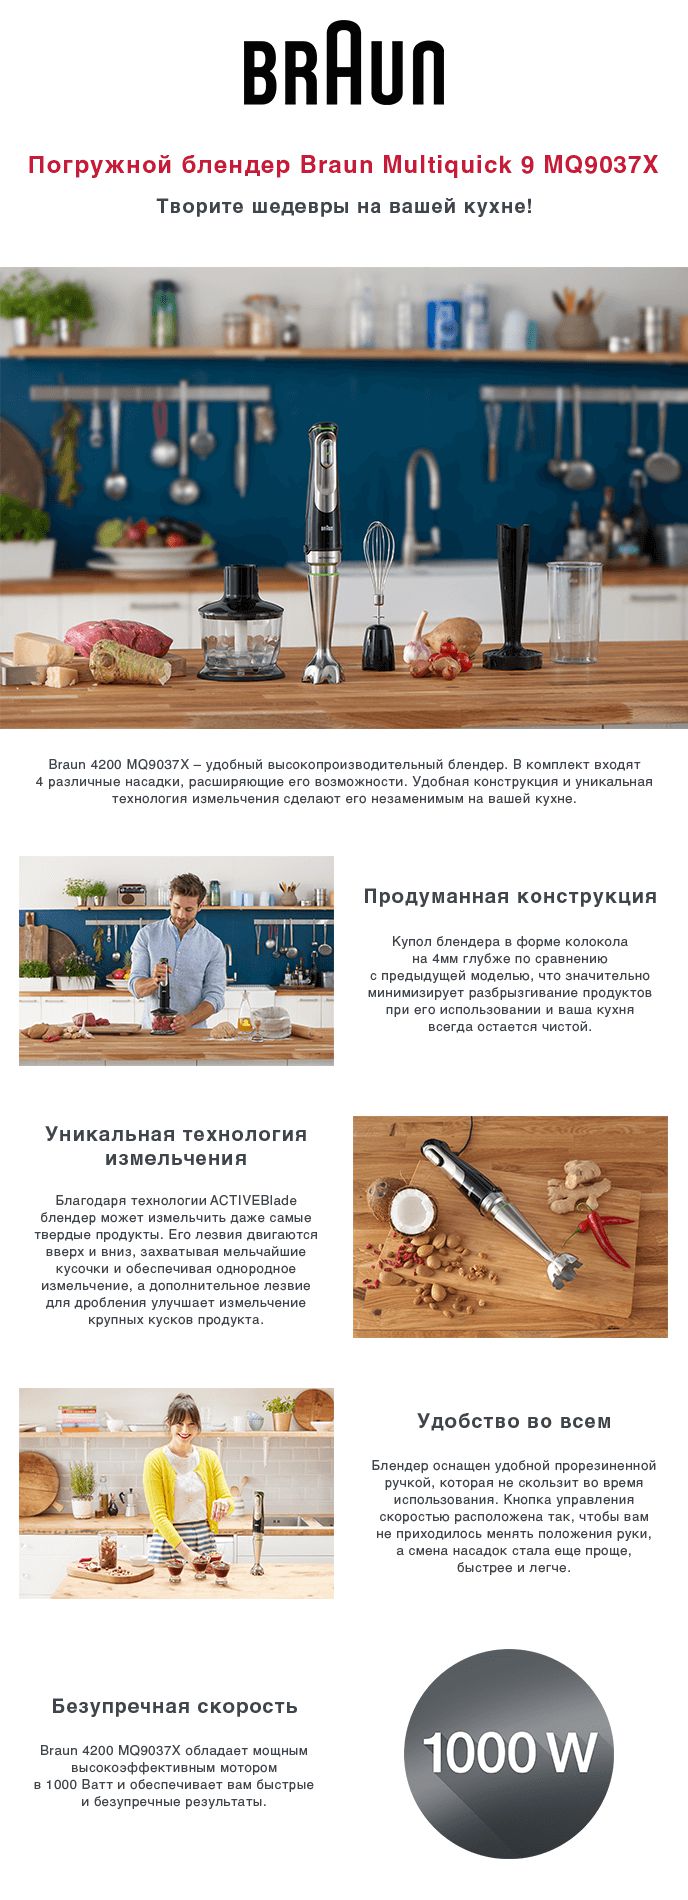 BRAUN
Погружной блендер Braun Multiquick 9 MQ9037X
Творите шедевры на вашей кухне!
BRAUN
Braun 4200 MQ9037X – удобный высокопроизводительный блендер. В комплект входят
4 различные насадки, расширяющие его возможности. Удобная конструкция и уникальная
технология измельчения сделают его незаменимым на вашей кухне.
Продуманная конструкция
Купол блендера в форме колокола
на 4мм глубже по сравнению
с предыдущей моделью, что значительно
минимизирует разбрызгивание продуктов
при его использовании и ваша кухня
всегда остается чистой.
Уникальная технология
измельчения
Благодаря технологии ACTIVEBlade
блендер может измельчить даже самые
твердые продукты. Его лезвия двигаются
вверх и вниз, захватывая мельчайшие
кусочки и обеспечивая однородное
измельчение, а дополнительное лезвие
для дробления улучшает измельчение
крупных кусков продукта.
Удобство во всем
Блендер оснащен удобной прорезиненной
ручкой, которая не скользит во время
использования. Кнопка управления
скоростью расположена так, чтобы вам
не приходилось менять положения руки,
а смена насадок стала еще проще,
быстрее и легче.
Безупречная скорость
Braun 4200 MQ9037X обладает мощным
высокоэффективным мотором
в 1000 Ватт и обеспечивает вам быстрые
и безупречные результаты.
1000 W